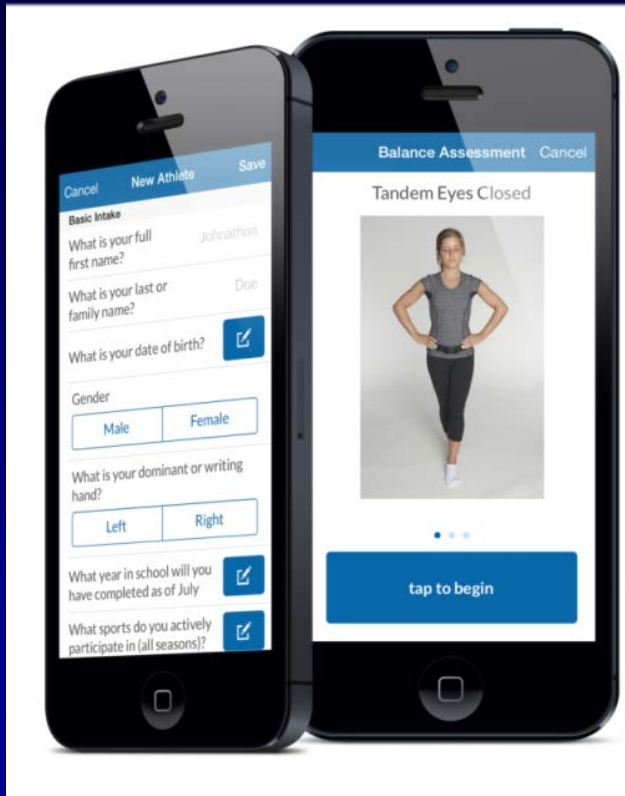 Cancel New Athlete Save
Basic Intake
What is your full
first name?
Johnathon
What is your last or
family name?
Doe
What is your date of birth?
Gender
Male Female
What is your dominant or writing
hand?
Left Right
What year in school will you
have completed as of July
What sports do you actively
participate in (all seasons)?
Balance Assessment Cancel
Tandem Eyes Closed
tap to begin